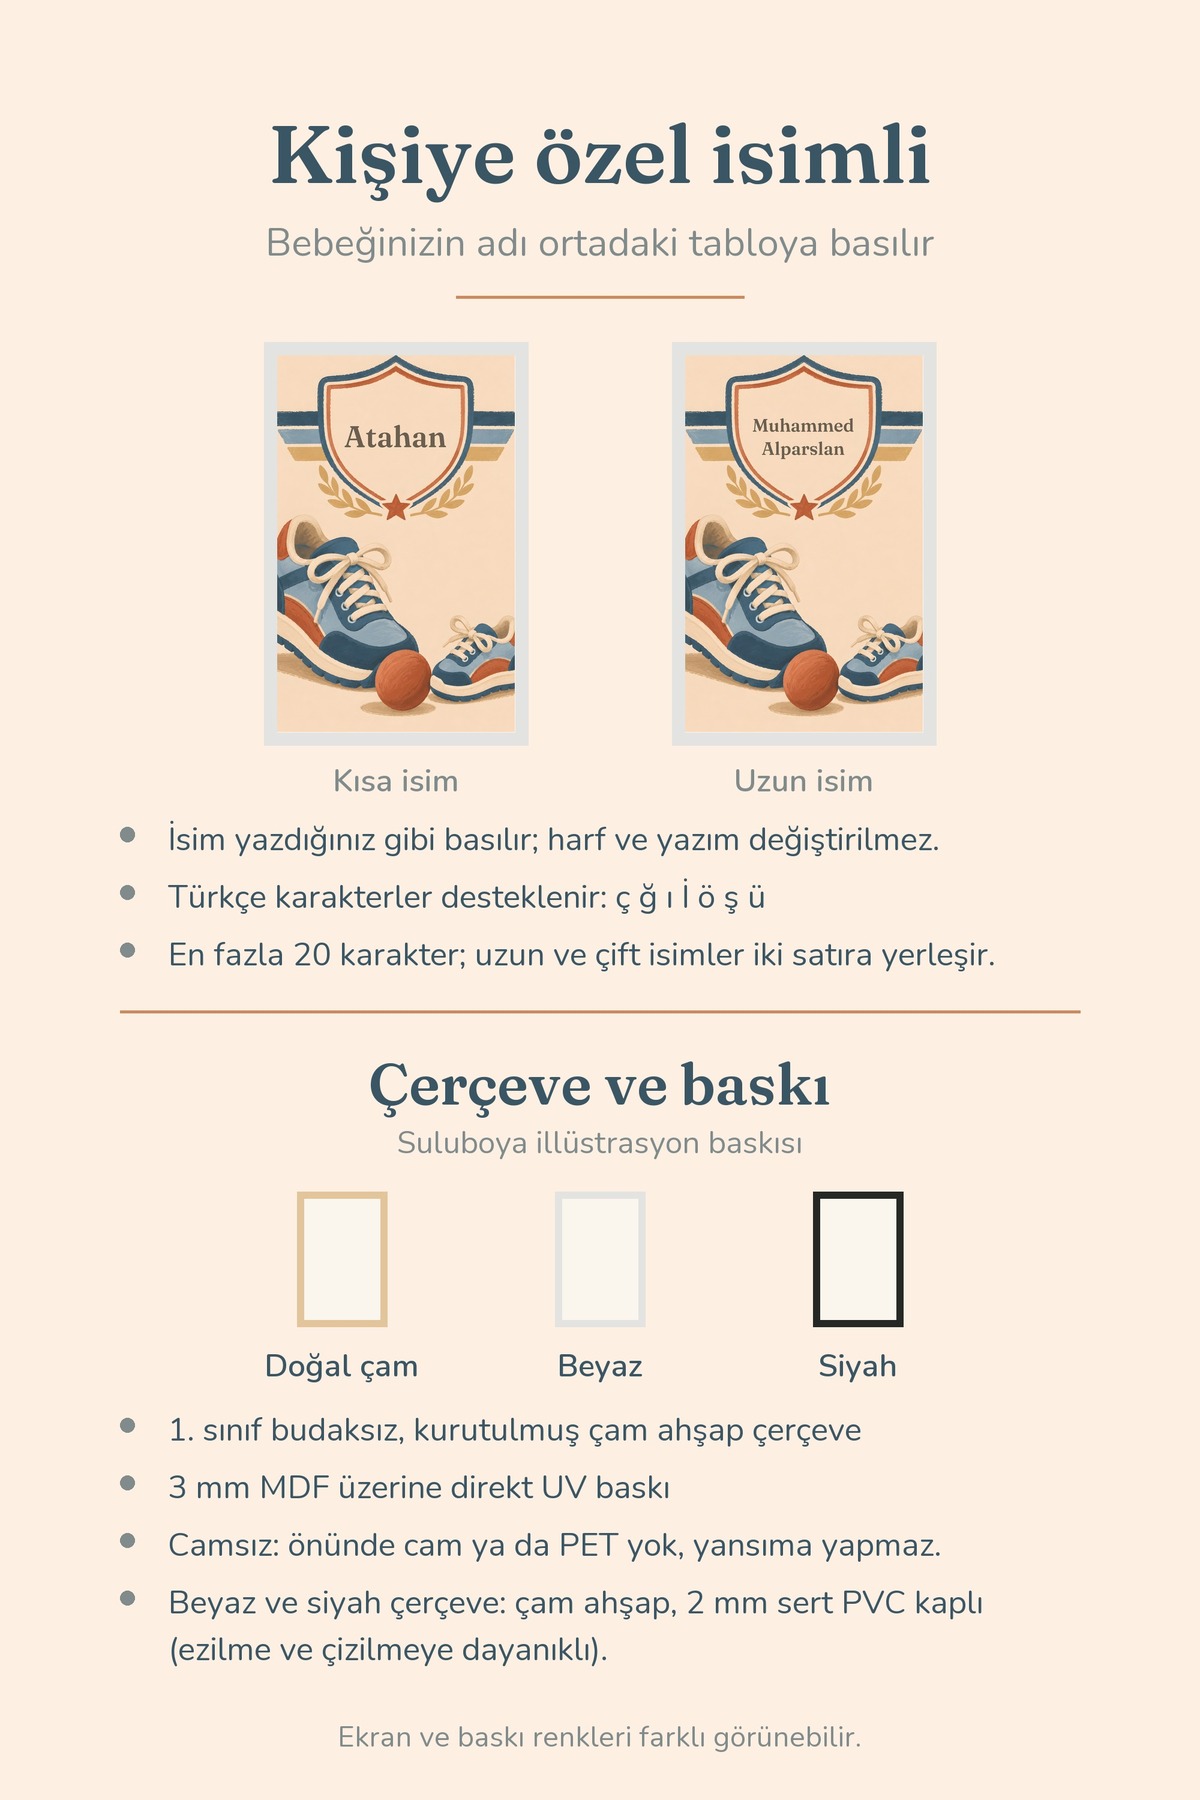 Kişiye özel isimli
Bebeğinizin adı ortadaki tabloya basılır
Atahan
Muhammed
Alparslan
Kısa isim
Uzun isim
İsim yazdığınız gibi basılır; harf ve yazım değiştirilmez.
Türkçe karakterler desteklenir: ç ğ ı İ ö ş ü
En fazla 20 karakter; uzun ve çift isimler iki satıra yerleşir.
Çerçeve ve baskı
Suluboya illüstrasyon baskısı
Doğal çam
Beyaz
Siyah
1. sınıf budaksız, kurutulmuş çam ahşap çerçeve
3 mm MDF üzerine direkt UV baskı
Camsız: önünde cam ya da PET yok, yansıma yapmaz.
Beyaz ve siyah çerçeve: çam ahşap, 2 mm sert PVC kaplı
(ezilme ve çizilmeye dayanıklı).
Ekran ve baskı renkleri farklı görünebilir.